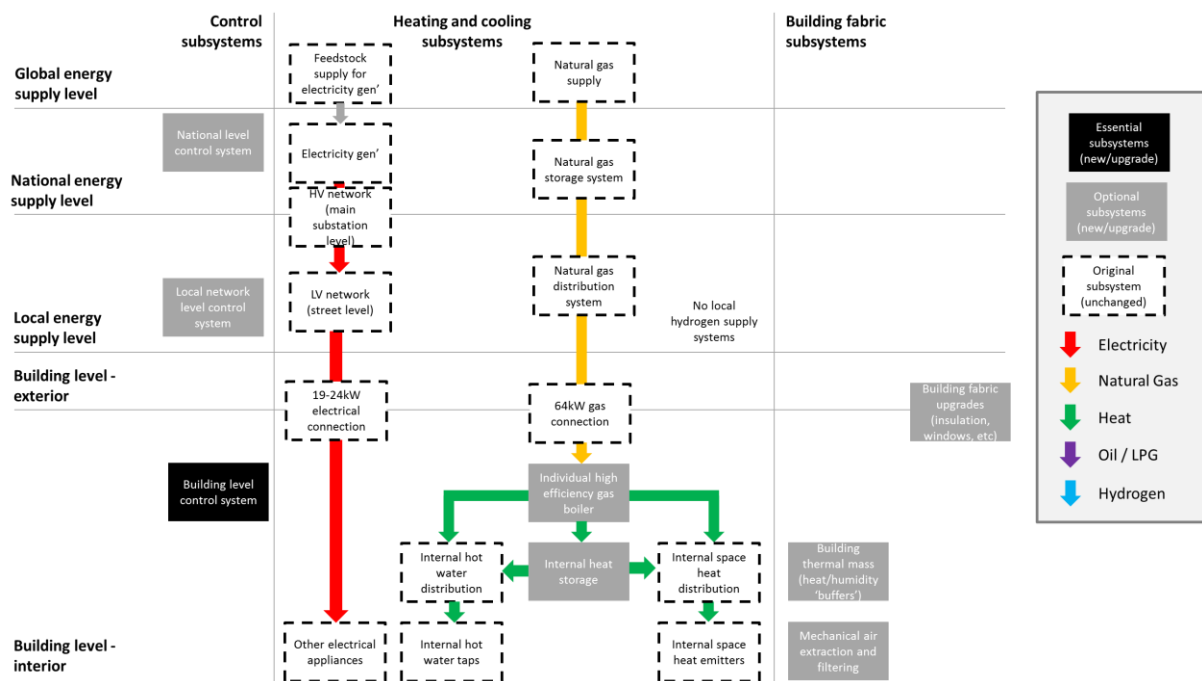 Control
subsystems
Heating and cooling
subsystems
Building fabric
subsystems
Global energy
supply level
Feedstock
supply for
electricity gen’
Natural gas
supply
National level
control system
Electricity gen’
Natural gas
storage system
National energy
supply level
HV network
(main
substation
level)
Local network
level control
system
LV network
(street level)
Natural gas
distribution
system
No local
hydrogen supply
systems
Local energy
supply level
Building level -
exterior
19-24kW
electrical
connection
64kW gas
connection
Building fabric
upgrades
(insulation,
windows, etc)
Building level
control system
Individual high
efficiency gas
boiler
Internal hot
water
distribution
Internal heat
storage
Internal space
heat
distribution
Building
thermal mass
(heat/humidity
‘buffers’)
Building level -
interior
Other electrical
appliances
Internal hot
water taps
Internal space
heat emitters
Mechanical air
extraction and
filtering
Essential
subsystems
(new/upgrade)
Optional
subsystems
(new/upgrade)
Original
subsystem
(unchanged)
Electricity
Natural Gas
Heat
Oil / LPG
Hydrogen